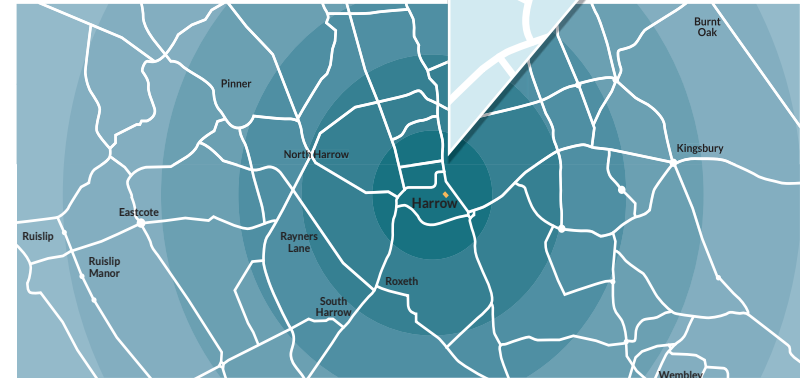 Burnt
Oak
Pinner
North Harrow
Kingsbury
Harrow
Eastcote
Ruislip
Rayners
Lane
Ruislip
Manor
Roxeth
South
Harrow
Wembley